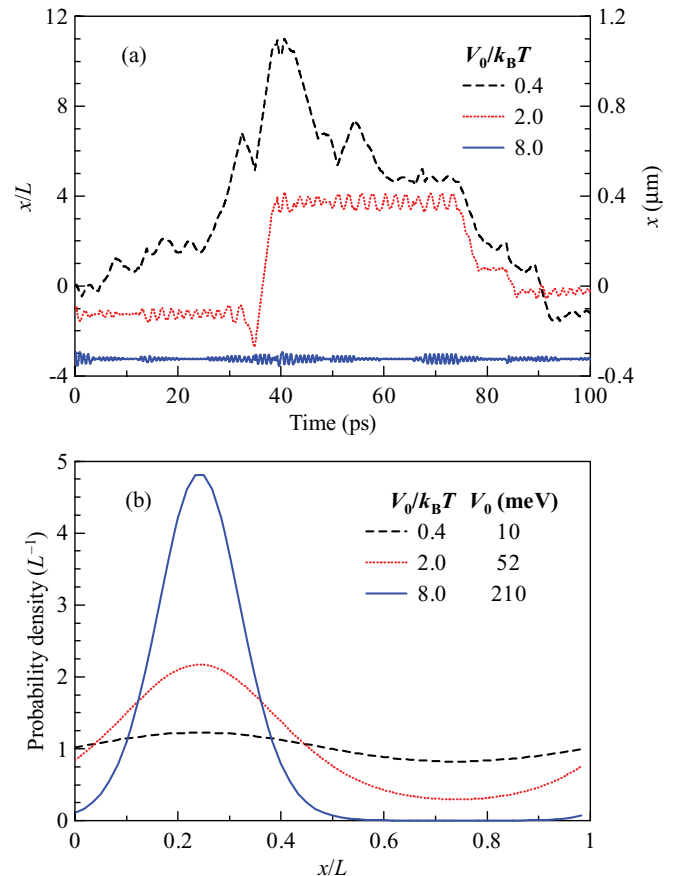 12
8
4
0
-4
x/L
(a)
V₀/k_BT
0.4
2.0
8.0
1.2
0.8
0.4
0
-0.4
x (μm)
0 20 40 60 80 100
Time (ps)
5
4
3
2
1
0
Probability density (L⁻¹)
(b)
V₀/k_BT V₀ (meV)
0.4 10
2.0 52
8.0 210
0 0.2 0.4 0.6 0.8 1
x/L